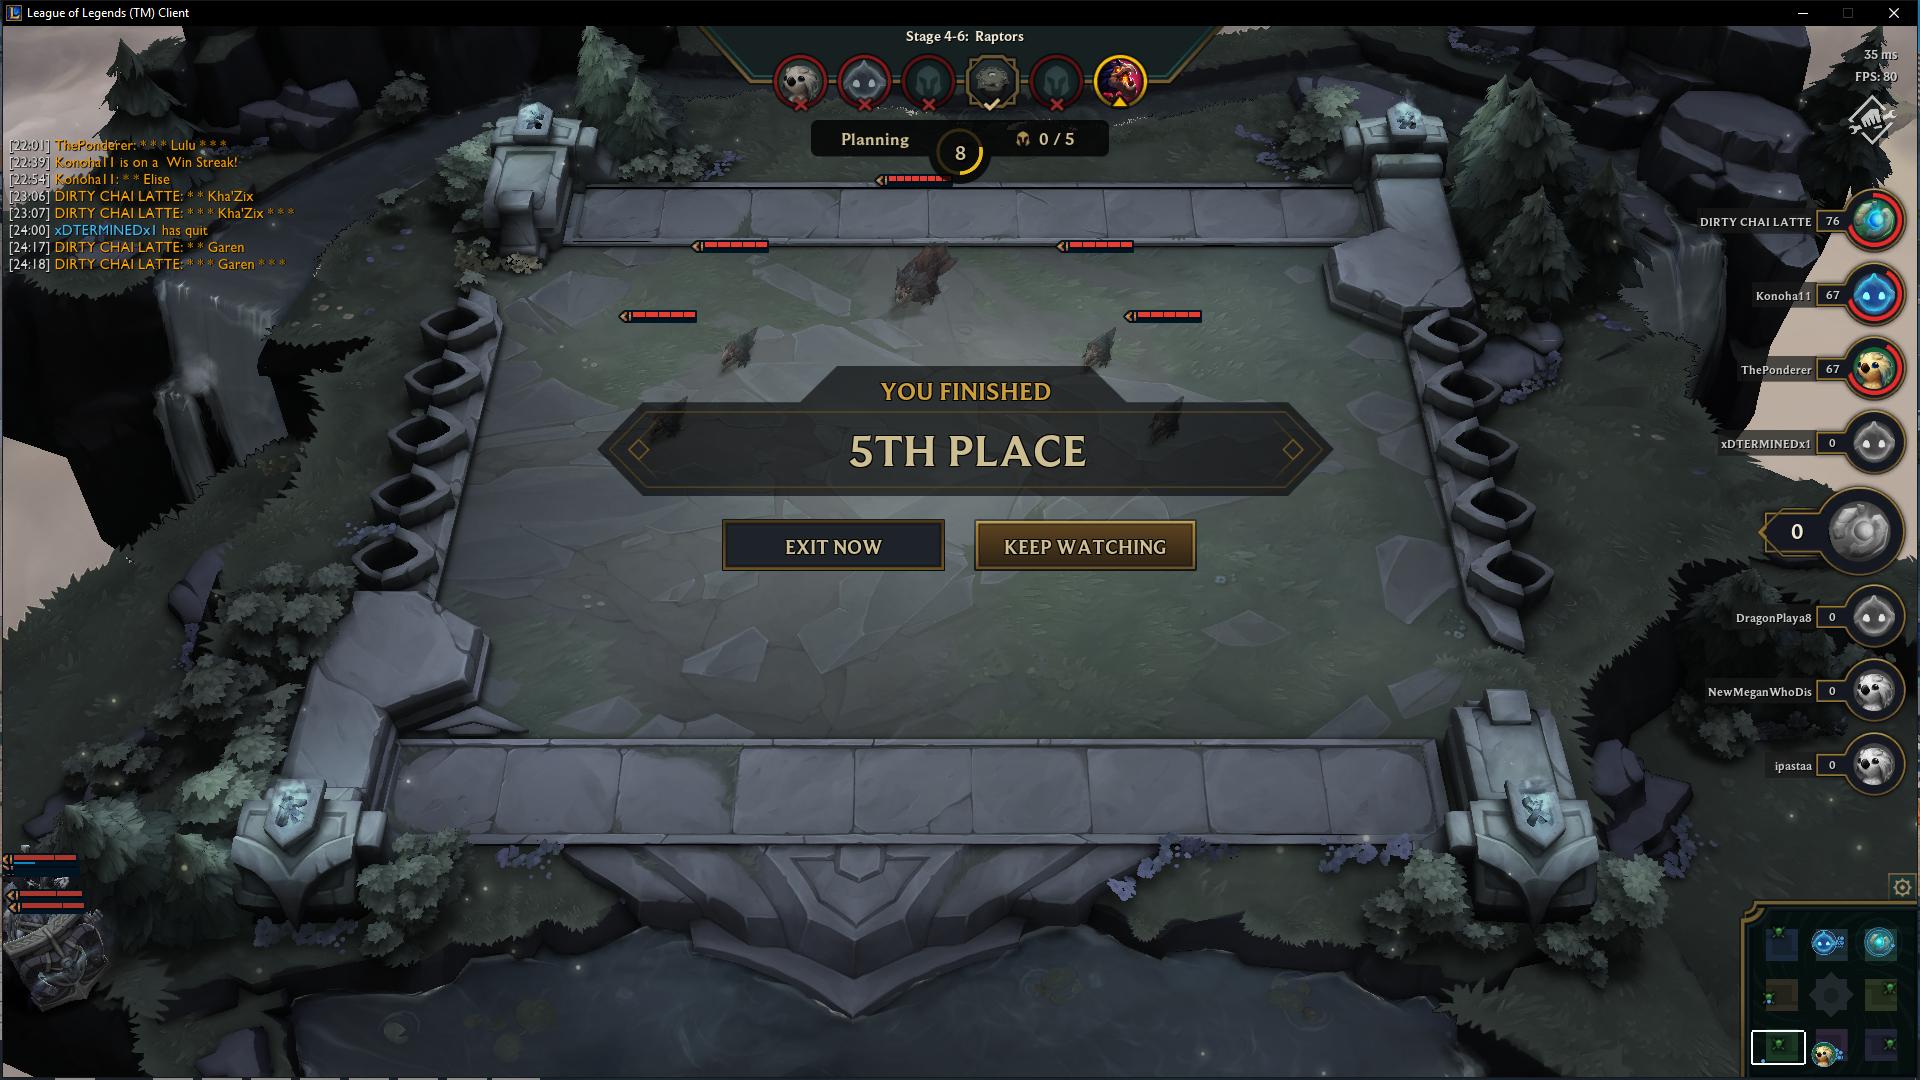 League of Legends (TM) Client
Stage 4-6: Raptors
35 ms
FPS: 80
Planning
8
0 / 5
[22:01] ThePonderer: * * * Lulu * * *
[22:39] Konoha11 is on a  Win Streak!
[22:54] Konoha11: * * Elise
[23:06] DIRTY CHAI LATTE: * * Kha'Zix
[23:07] DIRTY CHAI LATTE: * * * Kha'Zix * * *
[24:00] xDTERMINEDx1 has quit
[24:17] DIRTY CHAI LATTE: * * Garen
[24:18] DIRTY CHAI LATTE: * * * Garen * * *
DIRTY CHAI LATTE 76
Konoha11 67
ThePonderer 67
xDTERMINEDx1 0
0
DragonPlaya8 0
NewMeganWhoDis 0
ipastaa 0
YOU FINISHED
5TH PLACE
EXIT NOW
KEEP WATCHING